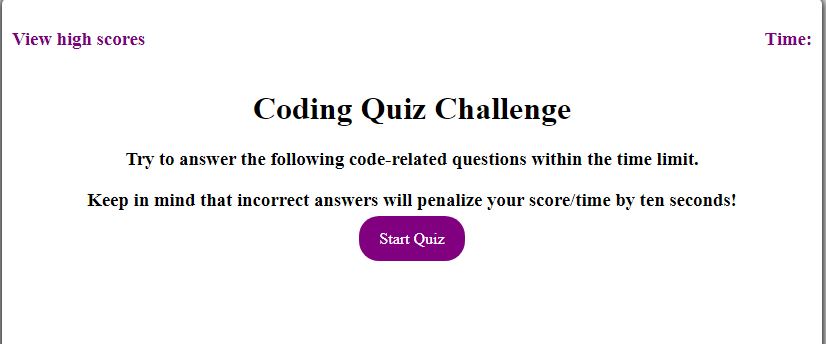 View high scores
Time:
Coding Quiz Challenge
Try to answer the following code-related questions within the time limit.
Keep in mind that incorrect answers will penalize your score/time by ten seconds!
Start Quiz